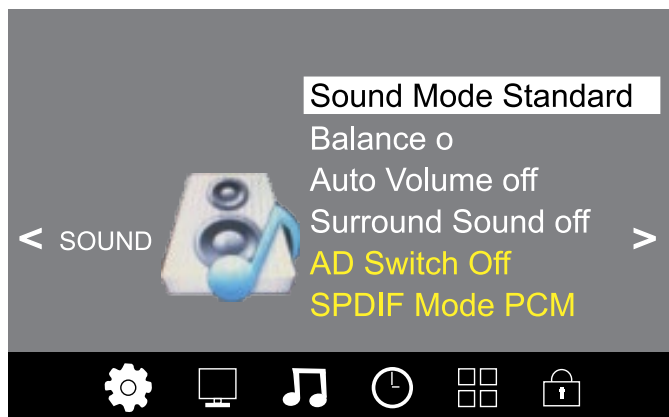 Sound Mode Standard
Balance o
Auto Volume off
< SOUND
Surround Sound off >
AD Switch Off
SPDIF Mode PCM